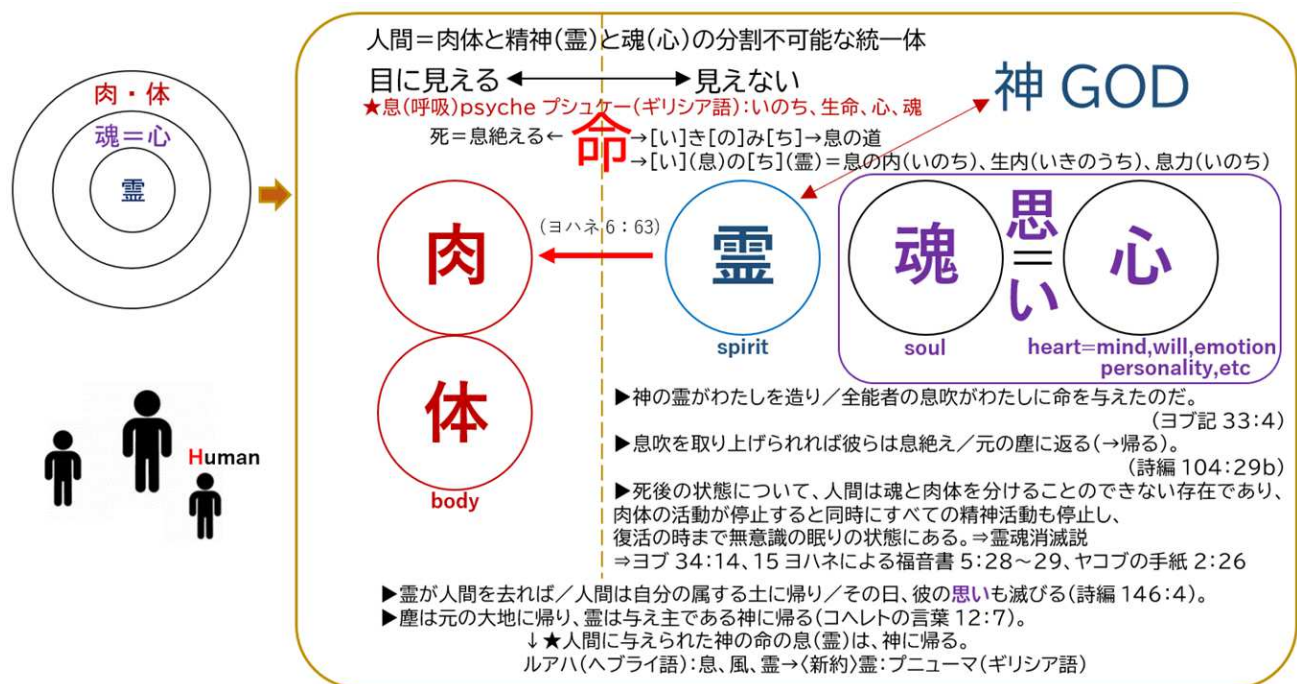 肉・体
魂＝心
霊
Human
人間＝肉体と精神(霊)と魂(心)の分割不可能な統一体
目に見える 見えない
神 GOD
★息(呼吸)psyche プシュケー(ギリシア語)：いのち、生命、心、魂
死＝息絶える← 命 →[い]き[の]み[ち]→息の道
→[い](息)の[ち](霊)＝息の内(いのち)、生内(いきのうち)、息力(いのち)
(ヨハネ 6：63)
肉
霊
魂
思
＝
い
心
spirit
soul
heart=mind,will,emotion
personality,etc
体
body
▶神の霊がわたしを造り／全能者の息吹がわたしに命を与えたのだ。
(ヨブ記 33：4)
▶息吹を取り上げられれば彼らは息絶え／元の塵に返る(→帰る)。
(詩編 104：29b)
▶死後の状態について、人間は魂と肉体を分けることのできない存在であり、
肉体の活動が停止すると同時にすべての精神活動も停止し、
復活の時まで無意識の眠りの状態にある。⇒霊魂消滅説
⇒ヨブ 34：14、15 ヨハネによる福音書 5：28～29、ヤコブの手紙 2：26
▶霊が人間を去れば／人間は自分の属する土に帰り／その日、彼の思いも滅びる(詩編 146：4)。
▶塵は元の大地に帰り、霊は与え主である神に帰る(コヘレトの言葉 12：7)。
↓★人間に与えられた神の命の息(霊)は、神に帰る。
ルアハ(ヘブライ語)：息、風、霊→〈新約〉霊：プニューマ(ギリシア語)